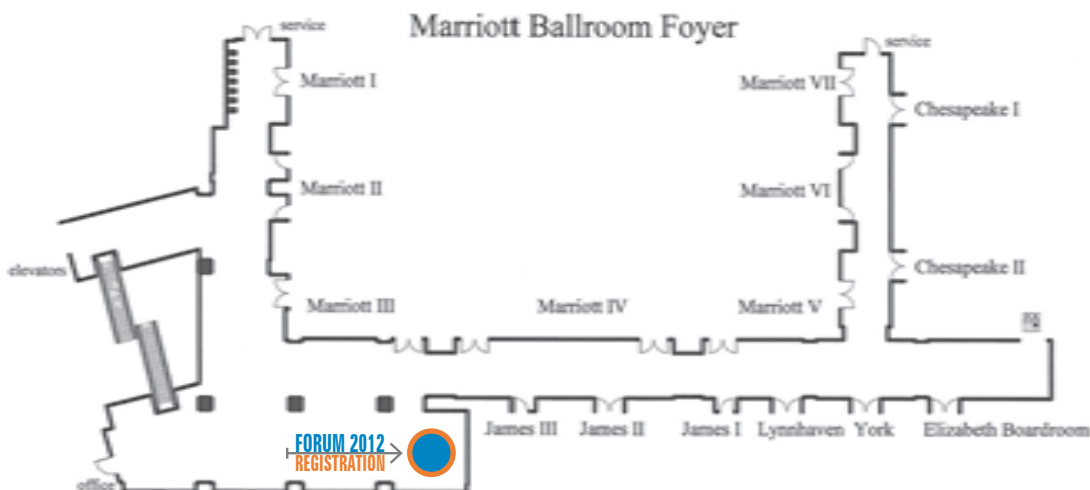 Marriott Ballroom Foyer
service
service
Marriott I
Marriott VII
Chesapeake I
Marriott II
Marriott VI
elevators
Chesapeake II
Marriott III
Marriott IV
Marriott V
James III
James II
James I
Lynnhaven
York
Elizabeth Boardroom
FORUM 2012
REGISTRATION
office